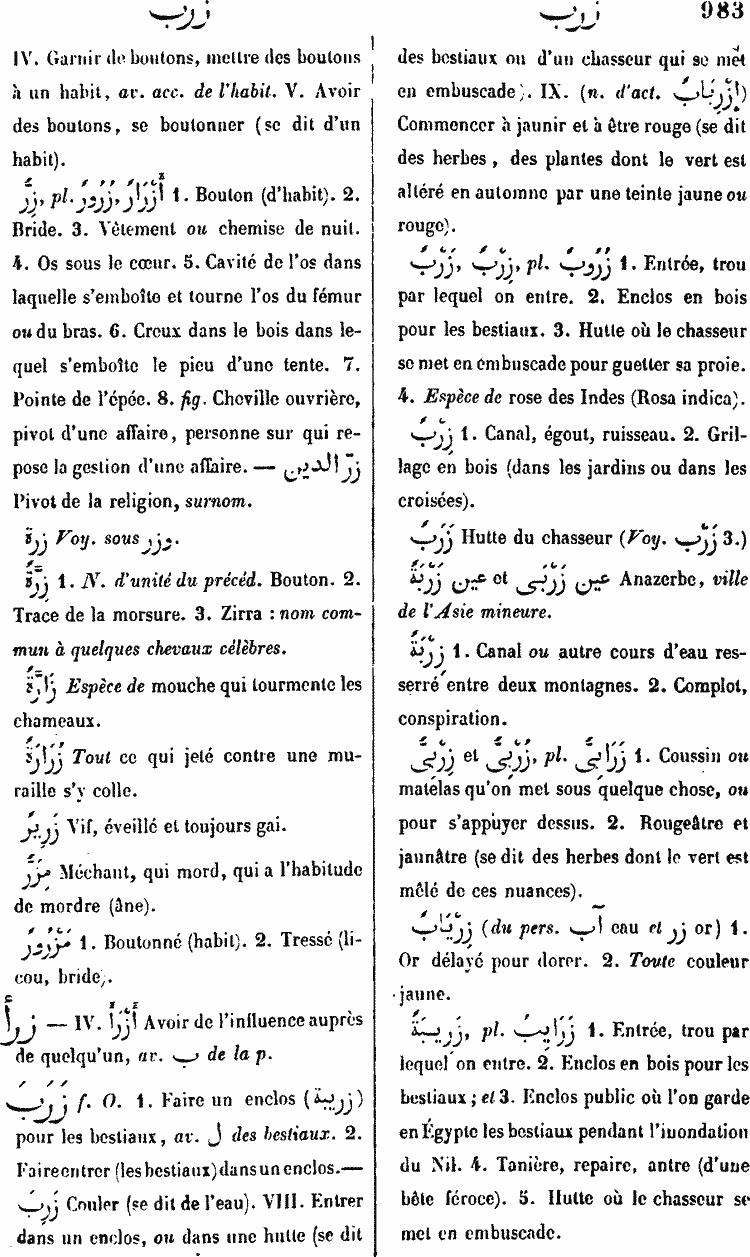 زرب
زرب 983
IV. Garnir de boutons, mettre des boutons
à un habit, av. acc. de l'habit. V. Avoir
des boutons, se boutonner (se dit d'un
habit).
زِرٌّ, pl. أَزْرَارٌ, زُرُورٌ 1. Bouton (d'habit). 2.
Bride. 3. Vêtement ou chemise de nuit.
4. Os sous le cœur. 5. Cavité de l'os dans
laquelle s'emboîte et tourne l'os du fémur
ou du bras. 6. Creux dans le bois dans le-
quel s'emboîte le pieu d'une tente. 7.
Pointe de l'épée. 8. fig. Cheville ouvrière,
pivot d'une affaire, personne sur qui re-
pose la gestion d'une affaire. — زرّ الدين
Pivot de la religion, surnom.
زرة Voy. sous وزر.
زِرَّةٌ 1. N. d'unité du précéd. Bouton. 2.
Trace de la morsure. 3. Zirra : nom com-
mun à quelques chevaux célèbres.
زَارَّةٌ Espèce de mouche qui tourmente les
chameaux.
زُرَارَةٌ Tout ce qui jeté contre une mu-
raille s'y colle.
زَرِيرٌ Vif, éveillé et toujours gai.
مِزَرٌّ Méchant, qui mord, qui a l'habitude
de mordre (âne).
مَزْرُورٌ 1. Boutonné (habit). 2. Tressé (li-
cou, bride).
زرأ — IV. أَزْرَأَ Avoir de l'influence auprès
de quelqu'un, av. ب de la p.
زَرَبَ f. O. 1. Faire un enclos (زريبة)
pour les bestiaux, av. ل des bestiaux. 2.
Faire entrer (les bestiaux) dans un enclos.—
زَرِبَ Couler (se dit de l'eau). VIII. Entrer
dans un enclos, ou dans une hutte (se dit
des bestiaux ou d'un chasseur qui se met
en embuscade). IX. (n. d'act. إِزْرِبَابٌ)
Commencer à jaunir et à être rouge (se dit
des herbes, des plantes dont le vert est
altéré en automne par une teinte jaune ou
rouge).
زَرْبٌ, زِرْبٌ, pl. زُرُوبٌ 1. Entrée, trou
par lequel on entre. 2. Enclos en bois
pour les bestiaux. 3. Hutte où le chasseur
se met en embuscade pour guetter sa proie.
4. Espèce de rose des Indes (Rosa indica).
زِرْبٌ 1. Canal, égout, ruisseau. 2. Gril-
lage en bois (dans les jardins ou dans les
croisées).
زَرَبٌ Hutte du chasseur (Voy. زَرْب 3.)
عين زَرْبَةُ et عين زَرْبَى Anazerbe, ville
de l'Asie mineure.
زَرْبَةٌ 1. Canal ou autre cours d'eau res-
serré entre deux montagnes. 2. Complot,
conspiration.
زِرْبِىٌّ et زُرْبِىٌّ, pl. زَرَابِىُّ 1. Coussin ou
matelas qu'on met sous quelque chose, ou
pour s'appuyer dessus. 2. Rougeâtre et
jaunâtre (se dit des herbes dont le vert est
mêlé de ces nuances).
زِرْيَابٌ (du pers. آب eau et زر or) 1.
Or délayé pour dorer. 2. Toute couleur
jaune.
زَرِيبَةٌ, pl. زَرَايِبُ 1. Entrée, trou par
lequel on entre. 2. Enclos en bois pour les
bestiaux; et 3. Enclos public où l'on garde
en Égypte les bestiaux pendant l'inondation
du Nil. 4. Tanière, repaire, antre (d'une
bête féroce). 5. Hutte où le chasseur se
met en embuscade.